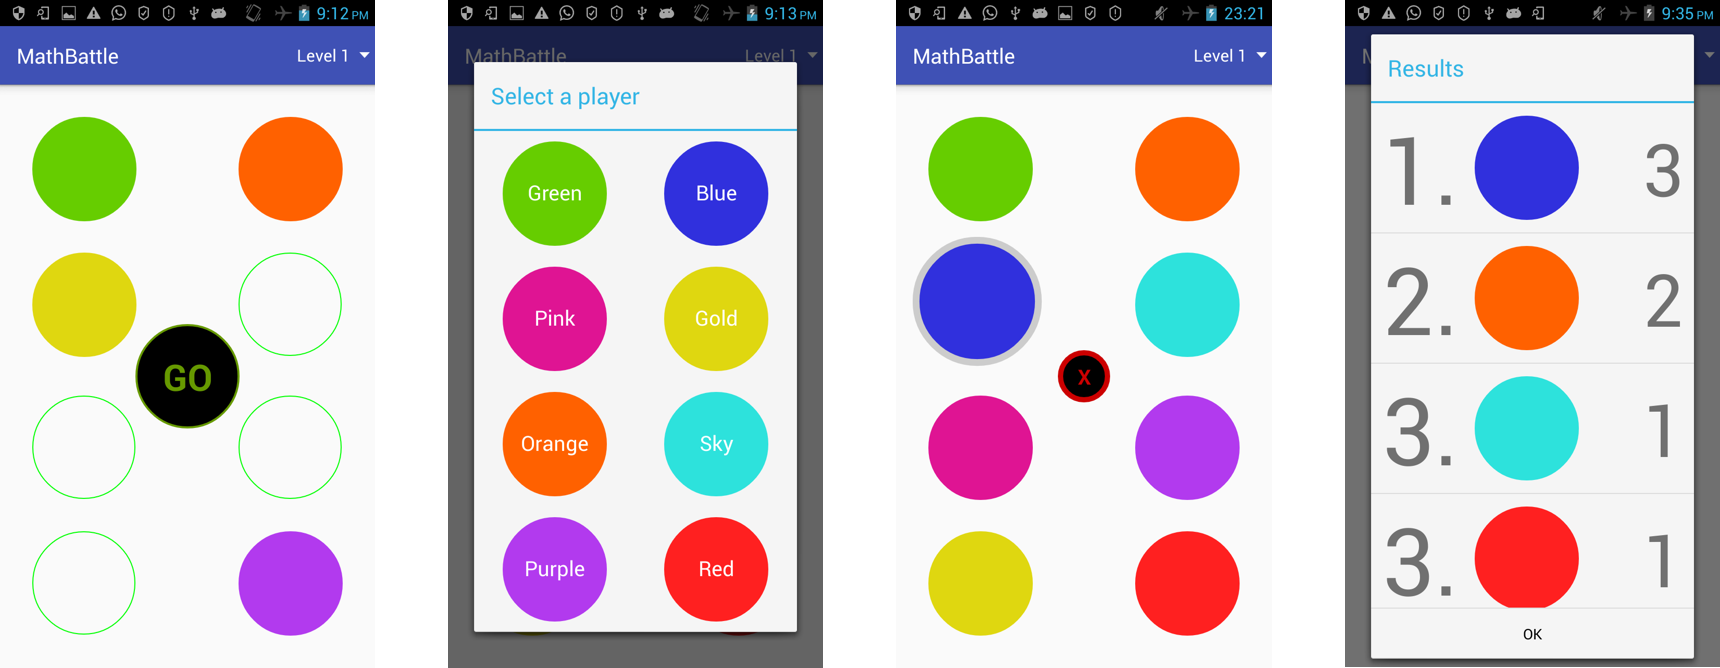 9:12 PM
MathBattle
Level 1
GO
9:13 PM
MathBattle
Level 1
Select a player
Green
Blue
Pink
Gold
Orange
Sky
Purple
Red
23:21
MathBattle
Level 1
X
9:35 PM
M
Results
1.
3
2.
2
3.
1
3.
1
OK